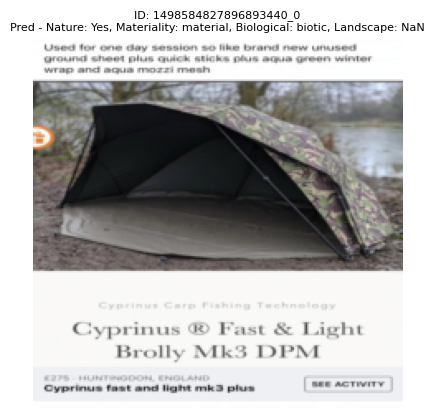 ID: 1498584827896893440_0
Pred - Nature: Yes, Materiality: material, Biological: biotic, Landscape: NaN
Used for one day session so like brand new unused
ground sheet plus quick sticks plus aqua green winter
wrap and aqua mozzi mesh
Cyprinus Carp Fishing Technology
Cyprinus ® Fast & Light
Brolly Mk3 DPM
£275 · HUNTINGDON, ENGLAND
Cyprinus fast and light mk3 plus
SEE ACTIVITY